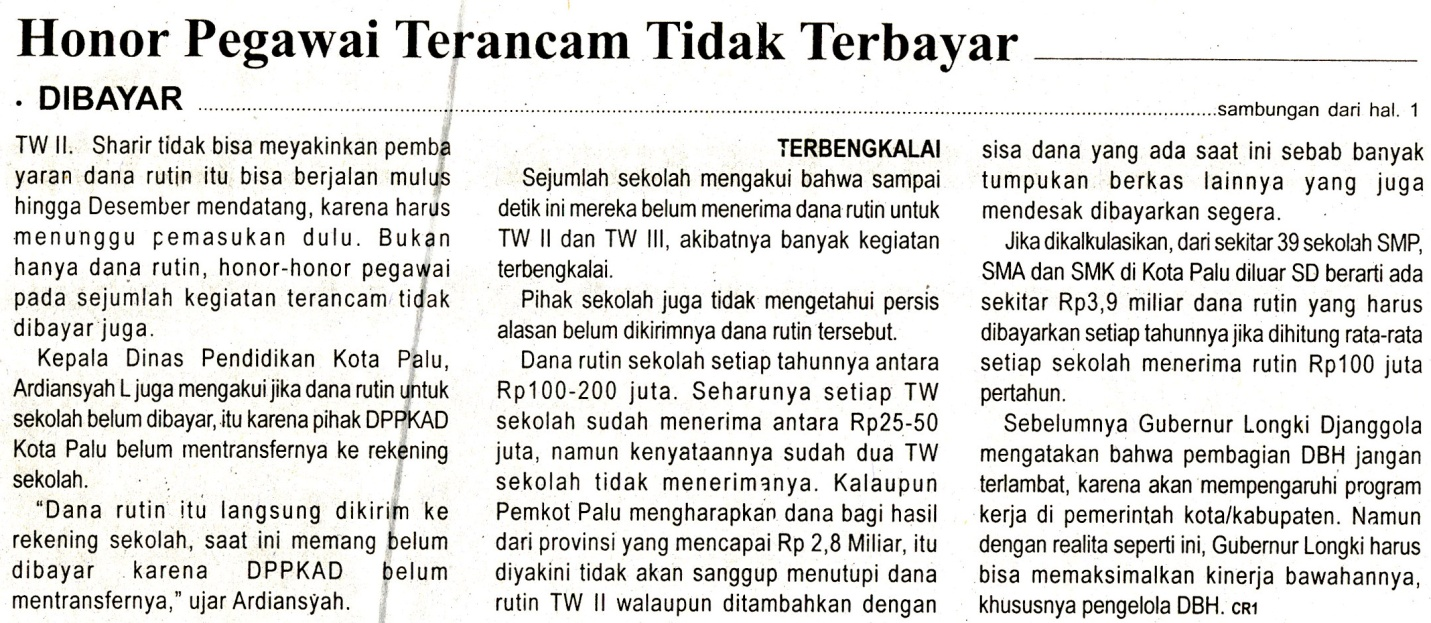 Honor Pegawai Terancam Tidak Terbayar
• DIBAYAR ........ sambungan dari hal. 1
TW II. Sharir tidak bisa meyakinkan pemba
yaran dana rutin itu bisa berjalan mulus
hingga Desember mendatang, karena harus
menunggu pemasukan dulu. Bukan
hanya dana rutin, honor-honor pegawai
pada sejumlah kegiatan terancam tidak
dibayar juga.
Kepala Dinas Pendidikan Kota Palu,
Ardiansyah L juga mengakui jika dana rutin untuk
sekolah belum dibayar, itu karena pihak DPPKAD
Kota Palu belum mentransfernya ke rekening
sekolah.
“Dana rutin itu langsung dikirim ke
rekening sekolah, saat ini memang belum
dibayar karena DPPKAD belum
mentransfernya,” ujar Ardiansyah.
TERBENGKALAI
Sejumlah sekolah mengakui bahwa sampai
detik ini mereka belum menerima dana rutin untuk
TW II dan TW III, akibatnya banyak kegiatan
terbengkalai.
Pihak sekolah juga tidak mengetahui persis
alasan belum dikirimnya dana rutin tersebut.
Dana rutin sekolah setiap tahunnya antara
Rp100-200 juta. Seharunya setiap TW
sekolah sudah menerima antara Rp25-50
juta, namun kenyataannya sudah dua TW
sekolah tidak menerimanya. Kalaupun
Pemkot Palu mengharapkan dana bagi hasil
dari provinsi yang mencapai Rp 2,8 Miliar, itu
diyakini tidak akan sanggup menutupi dana
rutin TW II walaupun ditambahkan dengan
sisa dana yang ada saat ini sebab banyak
tumpukan berkas lainnya yang juga
mendesak dibayarkan segera.
Jika dikalkulasikan, dari sekitar 39 sekolah SMP,
SMA dan SMK di Kota Palu diluar SD berarti ada
sekitar Rp3,9 miliar dana rutin yang harus
dibayarkan setiap tahunnya jika dihitung rata-rata
setiap sekolah menerima rutin Rp100 juta
pertahun.
Sebelumnya Gubernur Longki Djanggola
mengatakan bahwa pembagian DBH jangan
terlambat, karena akan mempengaruhi program
kerja di pemerintah kota/kabupaten. Namun
dengan realita seperti ini, Gubernur Longki harus
bisa memaksimalkan kinerja bawahannya,
khususnya pengelola DBH. CR1